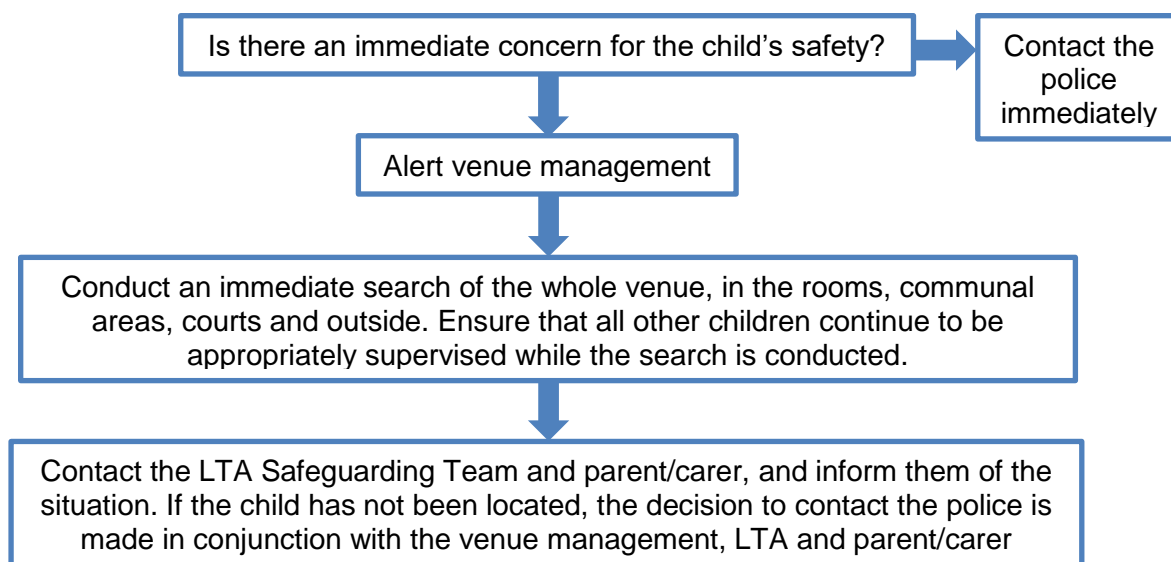 Is there an immediate concern for the child’s safety?
Contact the
police
immediately
Alert venue management
Conduct an immediate search of the whole venue, in the rooms, communal
areas, courts and outside. Ensure that all other children continue to be
appropriately supervised while the search is conducted.
Contact the LTA Safeguarding Team and parent/carer, and inform them of the
situation. If the child has not been located, the decision to contact the police is
made in conjunction with the venue management, LTA and parent/carer